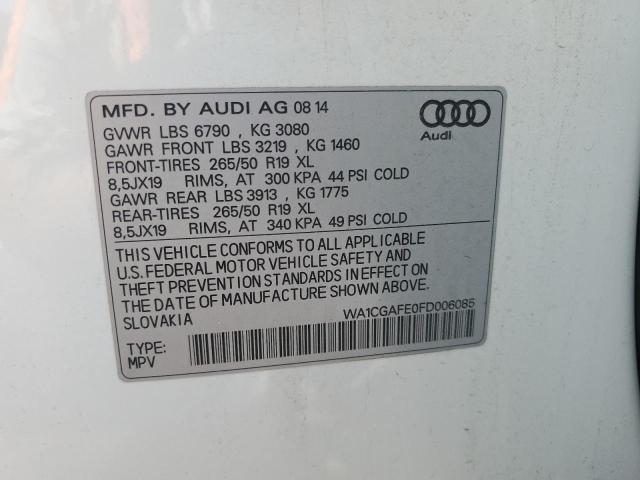 MFD. BY AUDI AG 08 14
Audi
GVWR LBS 6790 , KG 3080
GAWR FRONT LBS 3219 , KG 1460
FRONT-TIRES 265/50 R19 XL
8,5JX19 RIMS, AT 300 KPA 44 PSI COLD
GAWR REAR LBS 3913 , KG 1775
REAR-TIRES 265/50 R19 XL
8,5JX19 RIMS, AT 340 KPA 49 PSI COLD
THIS VEHICLE CONFORMS TO ALL APPLICABLE
U.S. FEDERAL MOTOR VEHICLE SAFETY AND
THEFT PREVENTION STANDARDS IN EFFECT ON
THE DATE OF MANUFACTURE SHOWN ABOVE.
SLOVAKIA
WA1CGAFE0FD006085
TYPE:
MPV